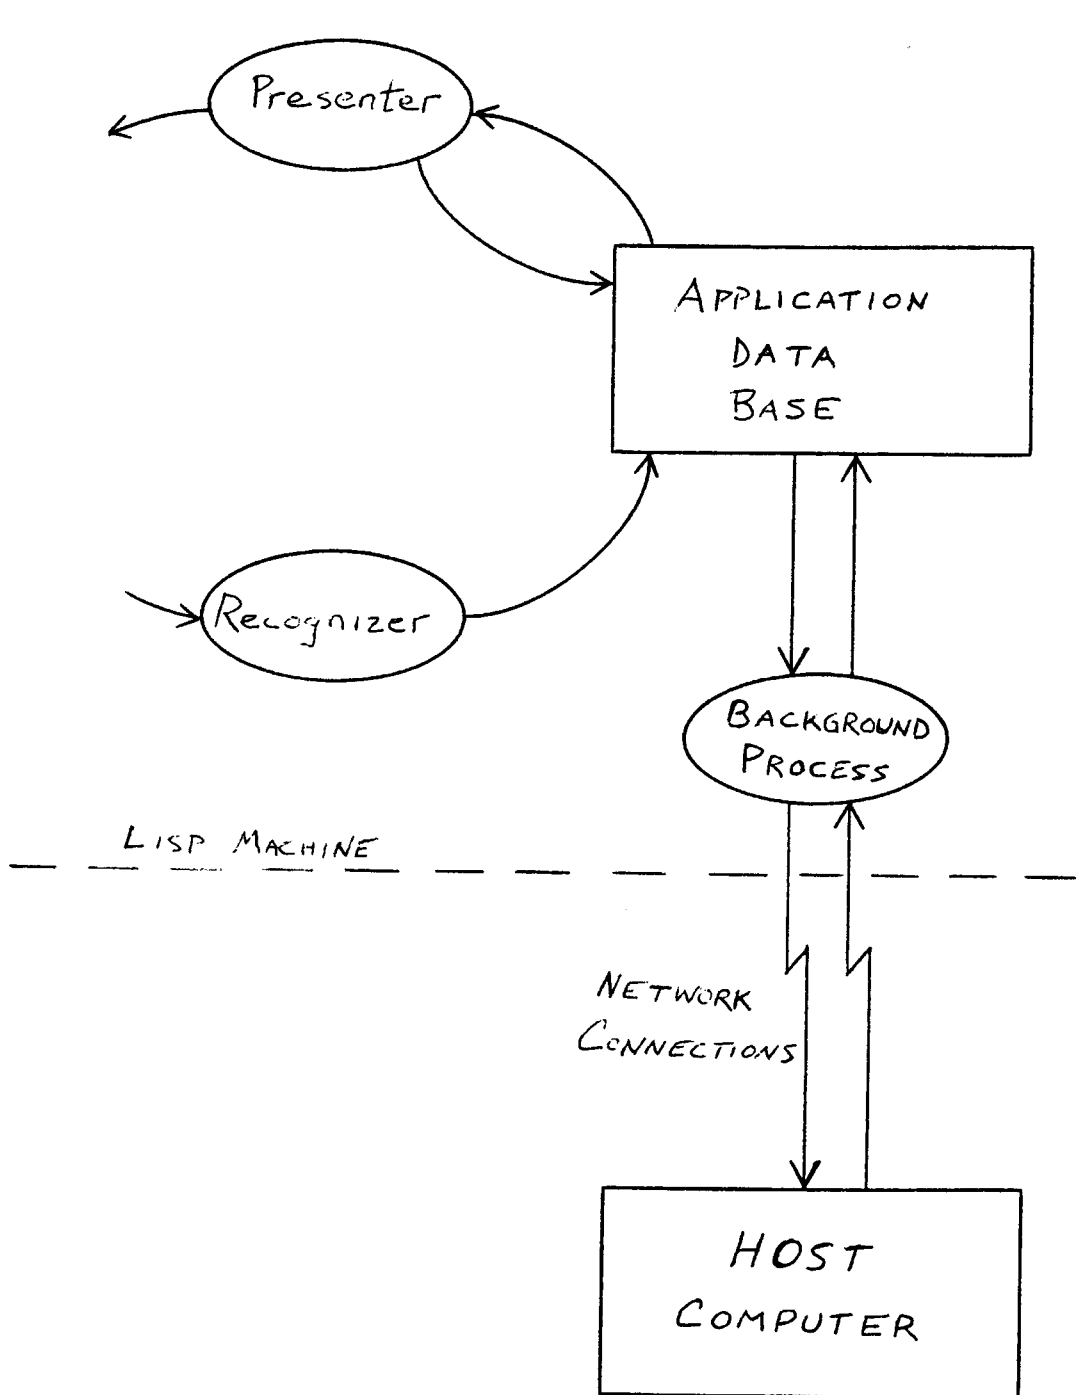 Presenter
APPLICATION
DATA
BASE
Recognizer
BACKGROUND
PROCESS
LISP MACHINE
NETWORK
CONNECTIONS
HOST
COMPUTER